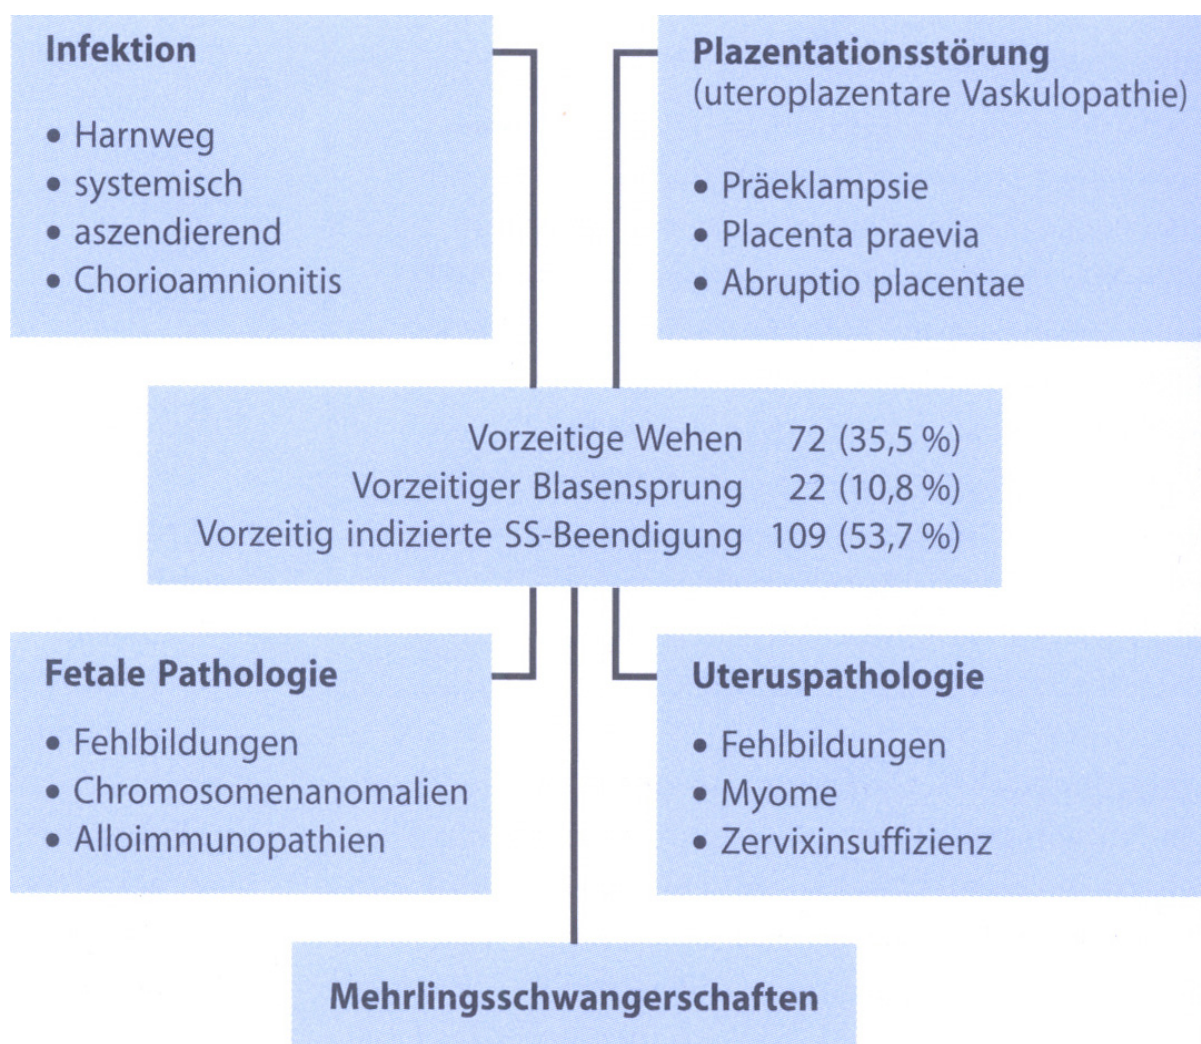 Infektion
• Harnweg
• systemisch
• aszendierend
• Chorioamnionitis
Plazentationsstörung
(uteroplazentare Vaskulopathie)
• Präeklampsie
• Placenta praevia
• Abruptio placentae
Vorzeitige Wehen 72 (35,5 %)
Vorzeitiger Blasensprung 22 (10,8 %)
Vorzeitig indizierte SS-Beendigung 109 (53,7 %)
Fetale Pathologie
• Fehlbildungen
• Chromosomenanomalien
• Alloimmunopathien
Uteruspathologie
• Fehlbildungen
• Myome
• Zervixinsuffizienz
Mehrlingsschwangerschaften